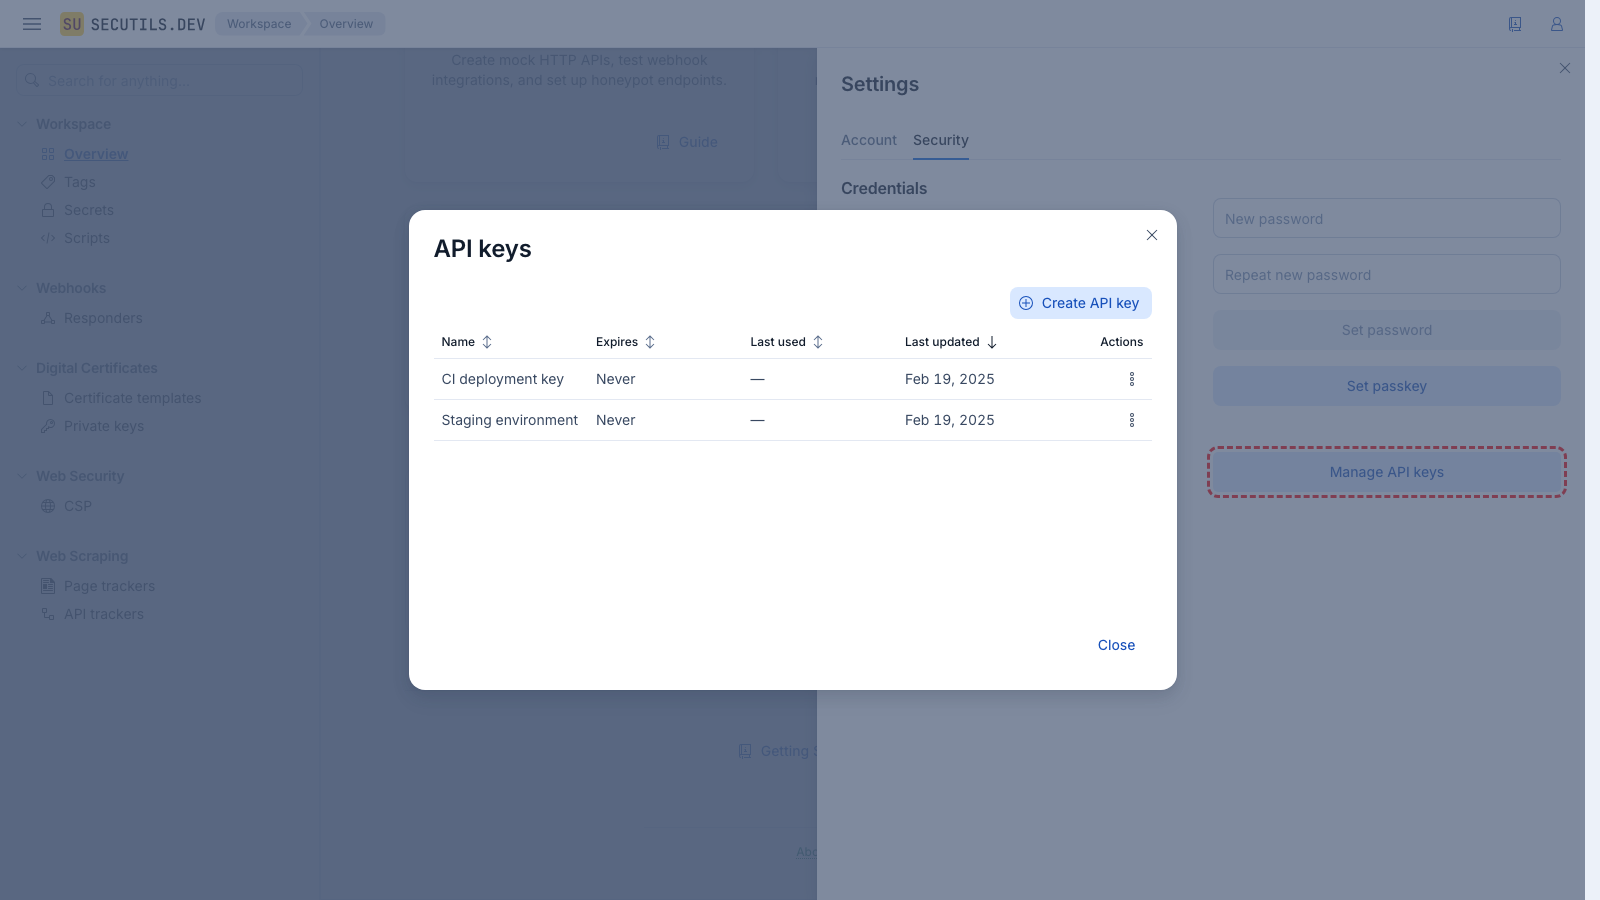 SU SECUTILS.DEV Workspace Overview
Search for anything...
Workspace
Overview
Tags
Secrets
Scripts
Webhooks
Responders
Digital Certificates
Certificate templates
Private keys
Web Security
CSP
Web Scraping
Page trackers
API trackers
Create mock HTTP APIs, test webhook
integrations, and set up honeypot endpoints.
Guide
Getting
Settings
Account Security
Credentials
New password
Repeat new password
Set password
Set passkey
Manage API keys
API keys
Create API key
Name Expires Last used Last updated Actions
CI deployment key Never — Feb 19, 2025
Staging environment Never — Feb 19, 2025
Close